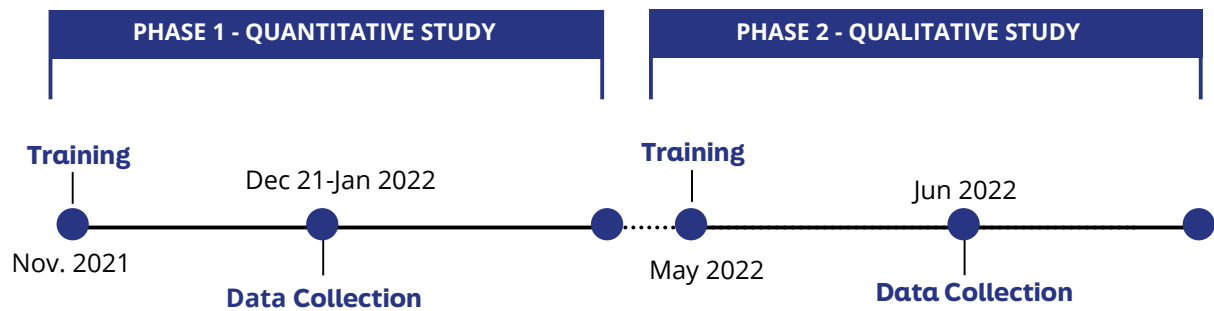 PHASE 1 - QUANTITATIVE STUDY
PHASE 2 - QUALITATIVE STUDY
Training
Dec 21-Jan 2022
Nov. 2021
Data Collection
Training
Jun 2022
May 2022
Data Collection